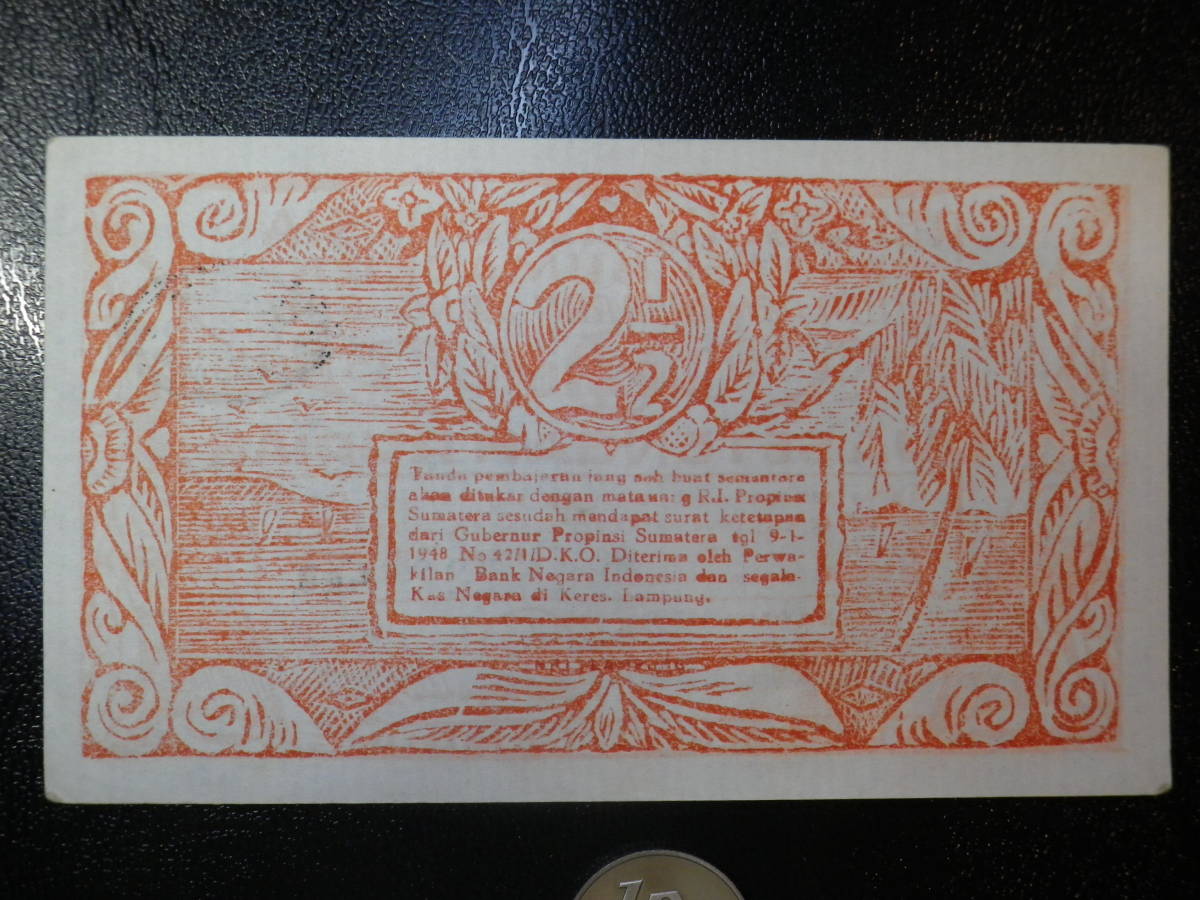 2 1/2
Tanda pembajaran jang sah buat sementara
akan ditukar dengan mata uang R.I. Propinsi
Sumatera sesudah mendapat surat ketetapan
dari Gubernur Propinsi Sumatera tgl 9-1-
1948 No 42/1/D.K.O. Diterima oleh Perwa-
kilan Bank Negara Indonesia dan segala
Kas Negara di Keres. Lampung.